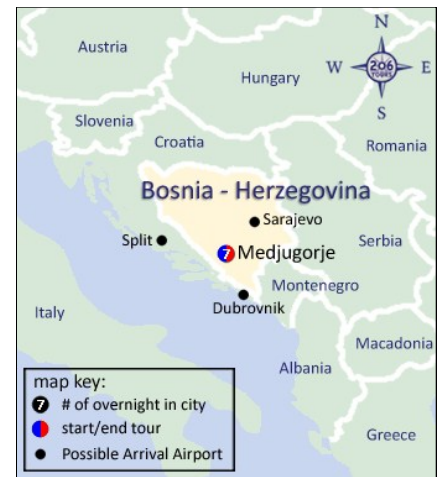 N
Austria
W
206
TOURS
E
Hungary
S
Slovenia
Croatia
Romania
Bosnia - Herzegovina
Sarajevo
Split
7
Medjugorje
Serbia
Montenegro
Dubrovnik
Italy
Macadonia
Albania
map key:
7 # of overnight in city
start/end tour
Possible Arrival Airport
Greece